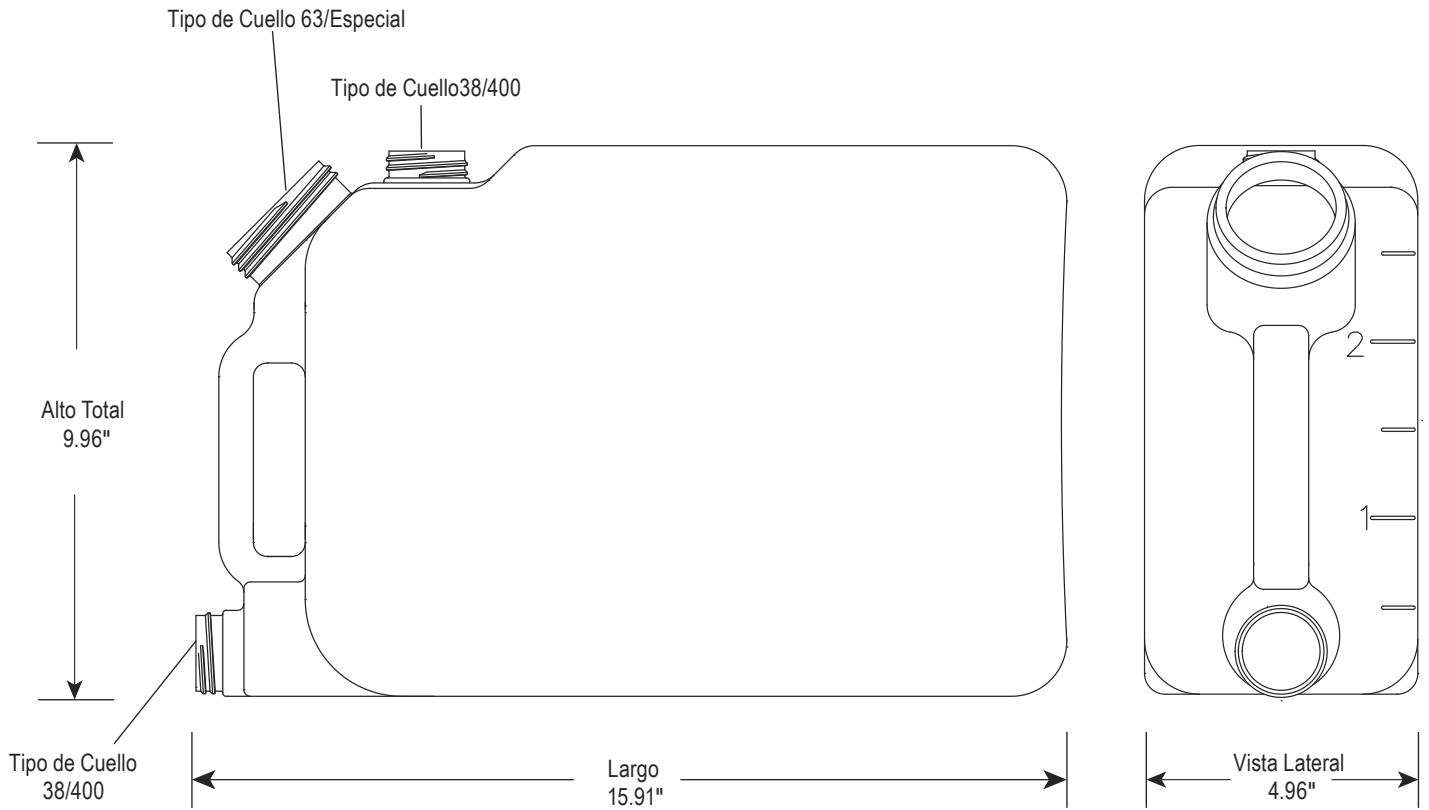 Tipo de Cuello 63/Especial
Tipo de Cuello38/400
Alto Total
9.96"
2
1
Tipo de Cuello
38/400
Largo
15.91"
Vista Lateral
4.96"